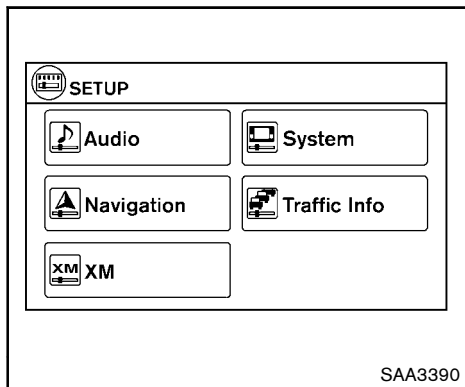 SETUP
Audio
System
Navigation
Traffic Info
XM XM
SAA3390